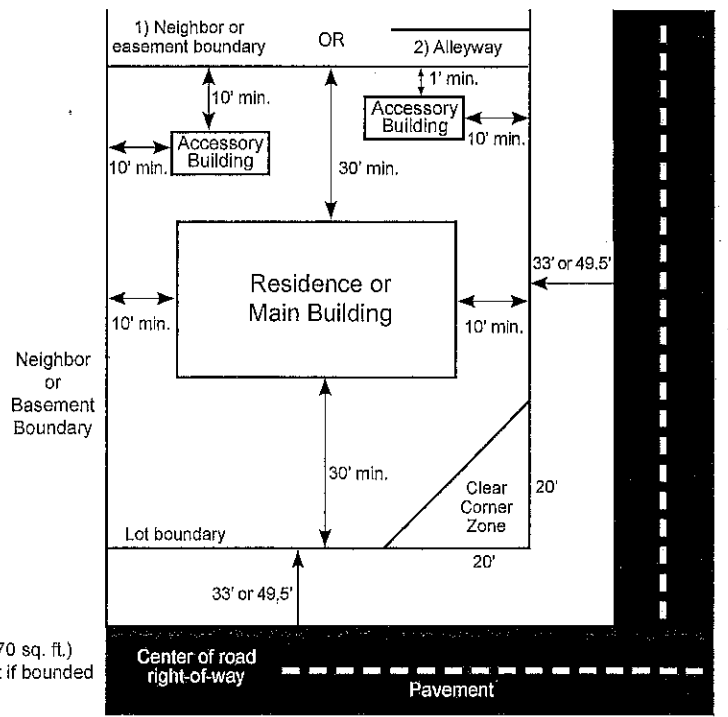 1) Neighbor or
easement boundary
OR
2) Alleyway
10' min.
1' min.
Accessory
Building
10' min.
Accessory
Building
10' min.
30' min.
Residence or
Main Building
33' or 49.5'
10' min.
10' min.
Neighbor
or
Basement
Boundary
30' min.
Clear
Corner
Zone
20'
Lot boundary
20'
33' or 49.5'
70 sq. ft.)
t if bounded
Center of road
right-of-way
Pavement